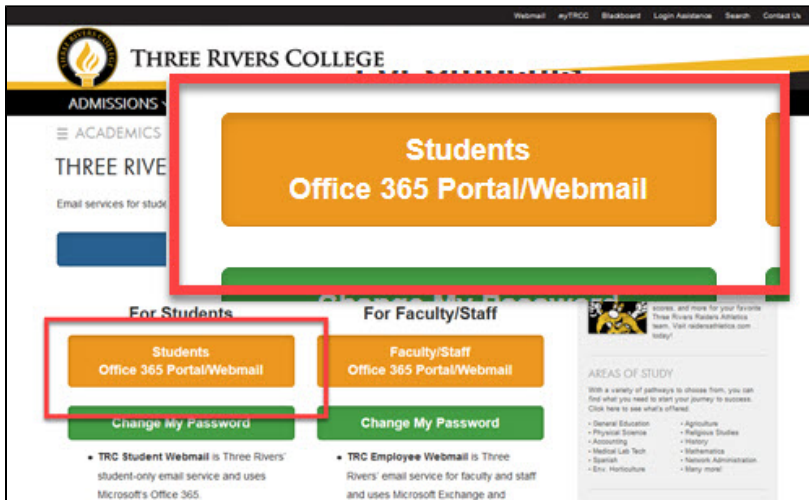 Webmail myTRCC Blackboard Login Assistance Search Contact Us
THREE RIVERS COLLEGE
ADMISSIONS
ACADEMICS
THREE RIVE
Email services for stude
Students
Office 365 Portal/Webmail
Change My Password
For Students
Students
Office 365 Portal/Webmail
Change My Password
• TRC Student Webmail is Three Rivers'
student-only email service and uses
Microsoft's Office 365.
For Faculty/Staff
Faculty/Staff
Office 365 Portal/Webmail
Change My Password
• TRC Employee Webmail is Three
Rivers' email service for faculty and staff
and uses Microsoft Exchange and
scores, and more for your favorite
Three Rivers Raiders Athletics
team. Visit raidersathletics.com
today!
AREAS OF STUDY
With a variety of pathways to choose from, you can
find what you need to start your journey to success.
Click here to see what's offered.
• General Education
• Physical Science
• Accounting
• Medical Lab Tech
• Spanish
• Env. Horticulture
• Agriculture
• Religious Studies
• History
• Mathematics
• Network Administration
• Many more!